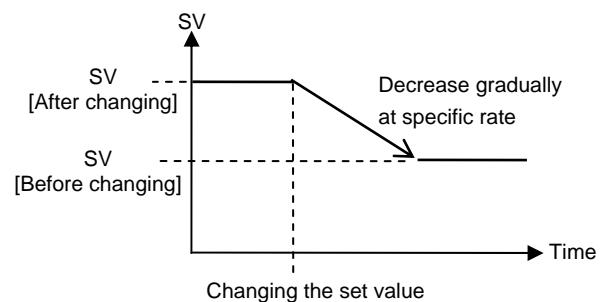 SV
SV
[After changing]
Decrease gradually
at specific rate
SV
[Before changing]
Time
Changing the set value